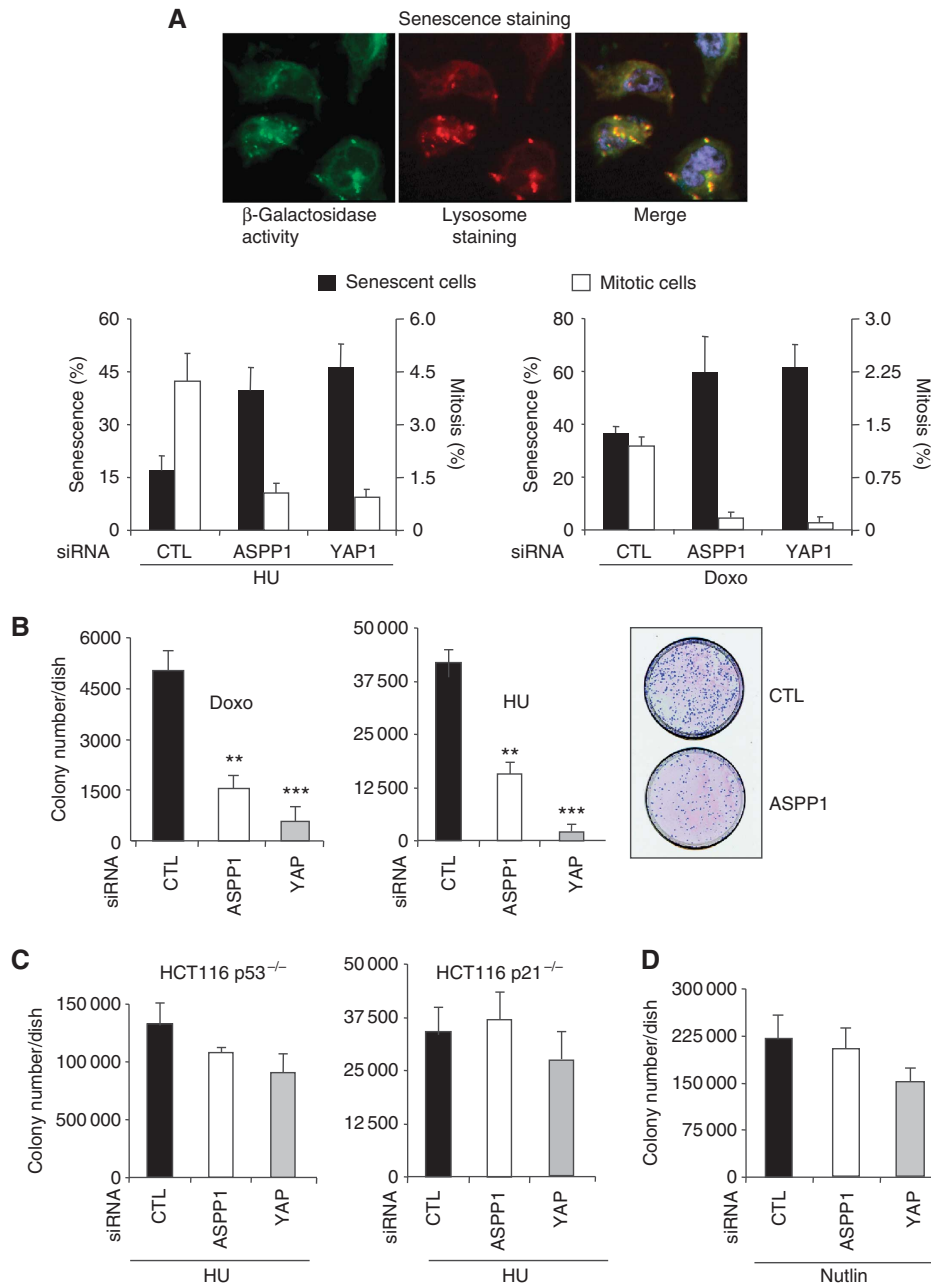 A
Senescence staining
β-Galactosidase
activity
Lysosome
staining
Merge
Senescent cells
Mitotic cells
Senescence (%)
60
45
30
15
0
6.0
4.5
3.0
1.5
0
Mitosis (%)
siRNA CTL ASPP1 YAP1
HU
Senescence (%)
80
60
40
20
0
3.0
2.25
1.5
0.75
0
Mitosis (%)
siRNA CTL ASPP1 YAP1
Doxo
B
Colony number/dish
6000
4500
3000
1500
0
Doxo
**
***
siRNA CTL ASPP1 YAP
50 000
37 500
25 000
12 500
0
HU
**
***
siRNA CTL ASPP1 YAP
CTL
ASPP1
C
HCT116 p53−/−
Colony number/dish
150 000
100 000
500 000
0
siRNA CTL ASPP1 YAP
HU
HCT116 p21−/−
50 000
37 500
25 000
12 500
0
siRNA CTL ASPP1 YAP
HU
D
Colony number/dish
300 000
225 000
150 000
75 000
0
siRNA CTL ASPP1 YAP
Nutlin